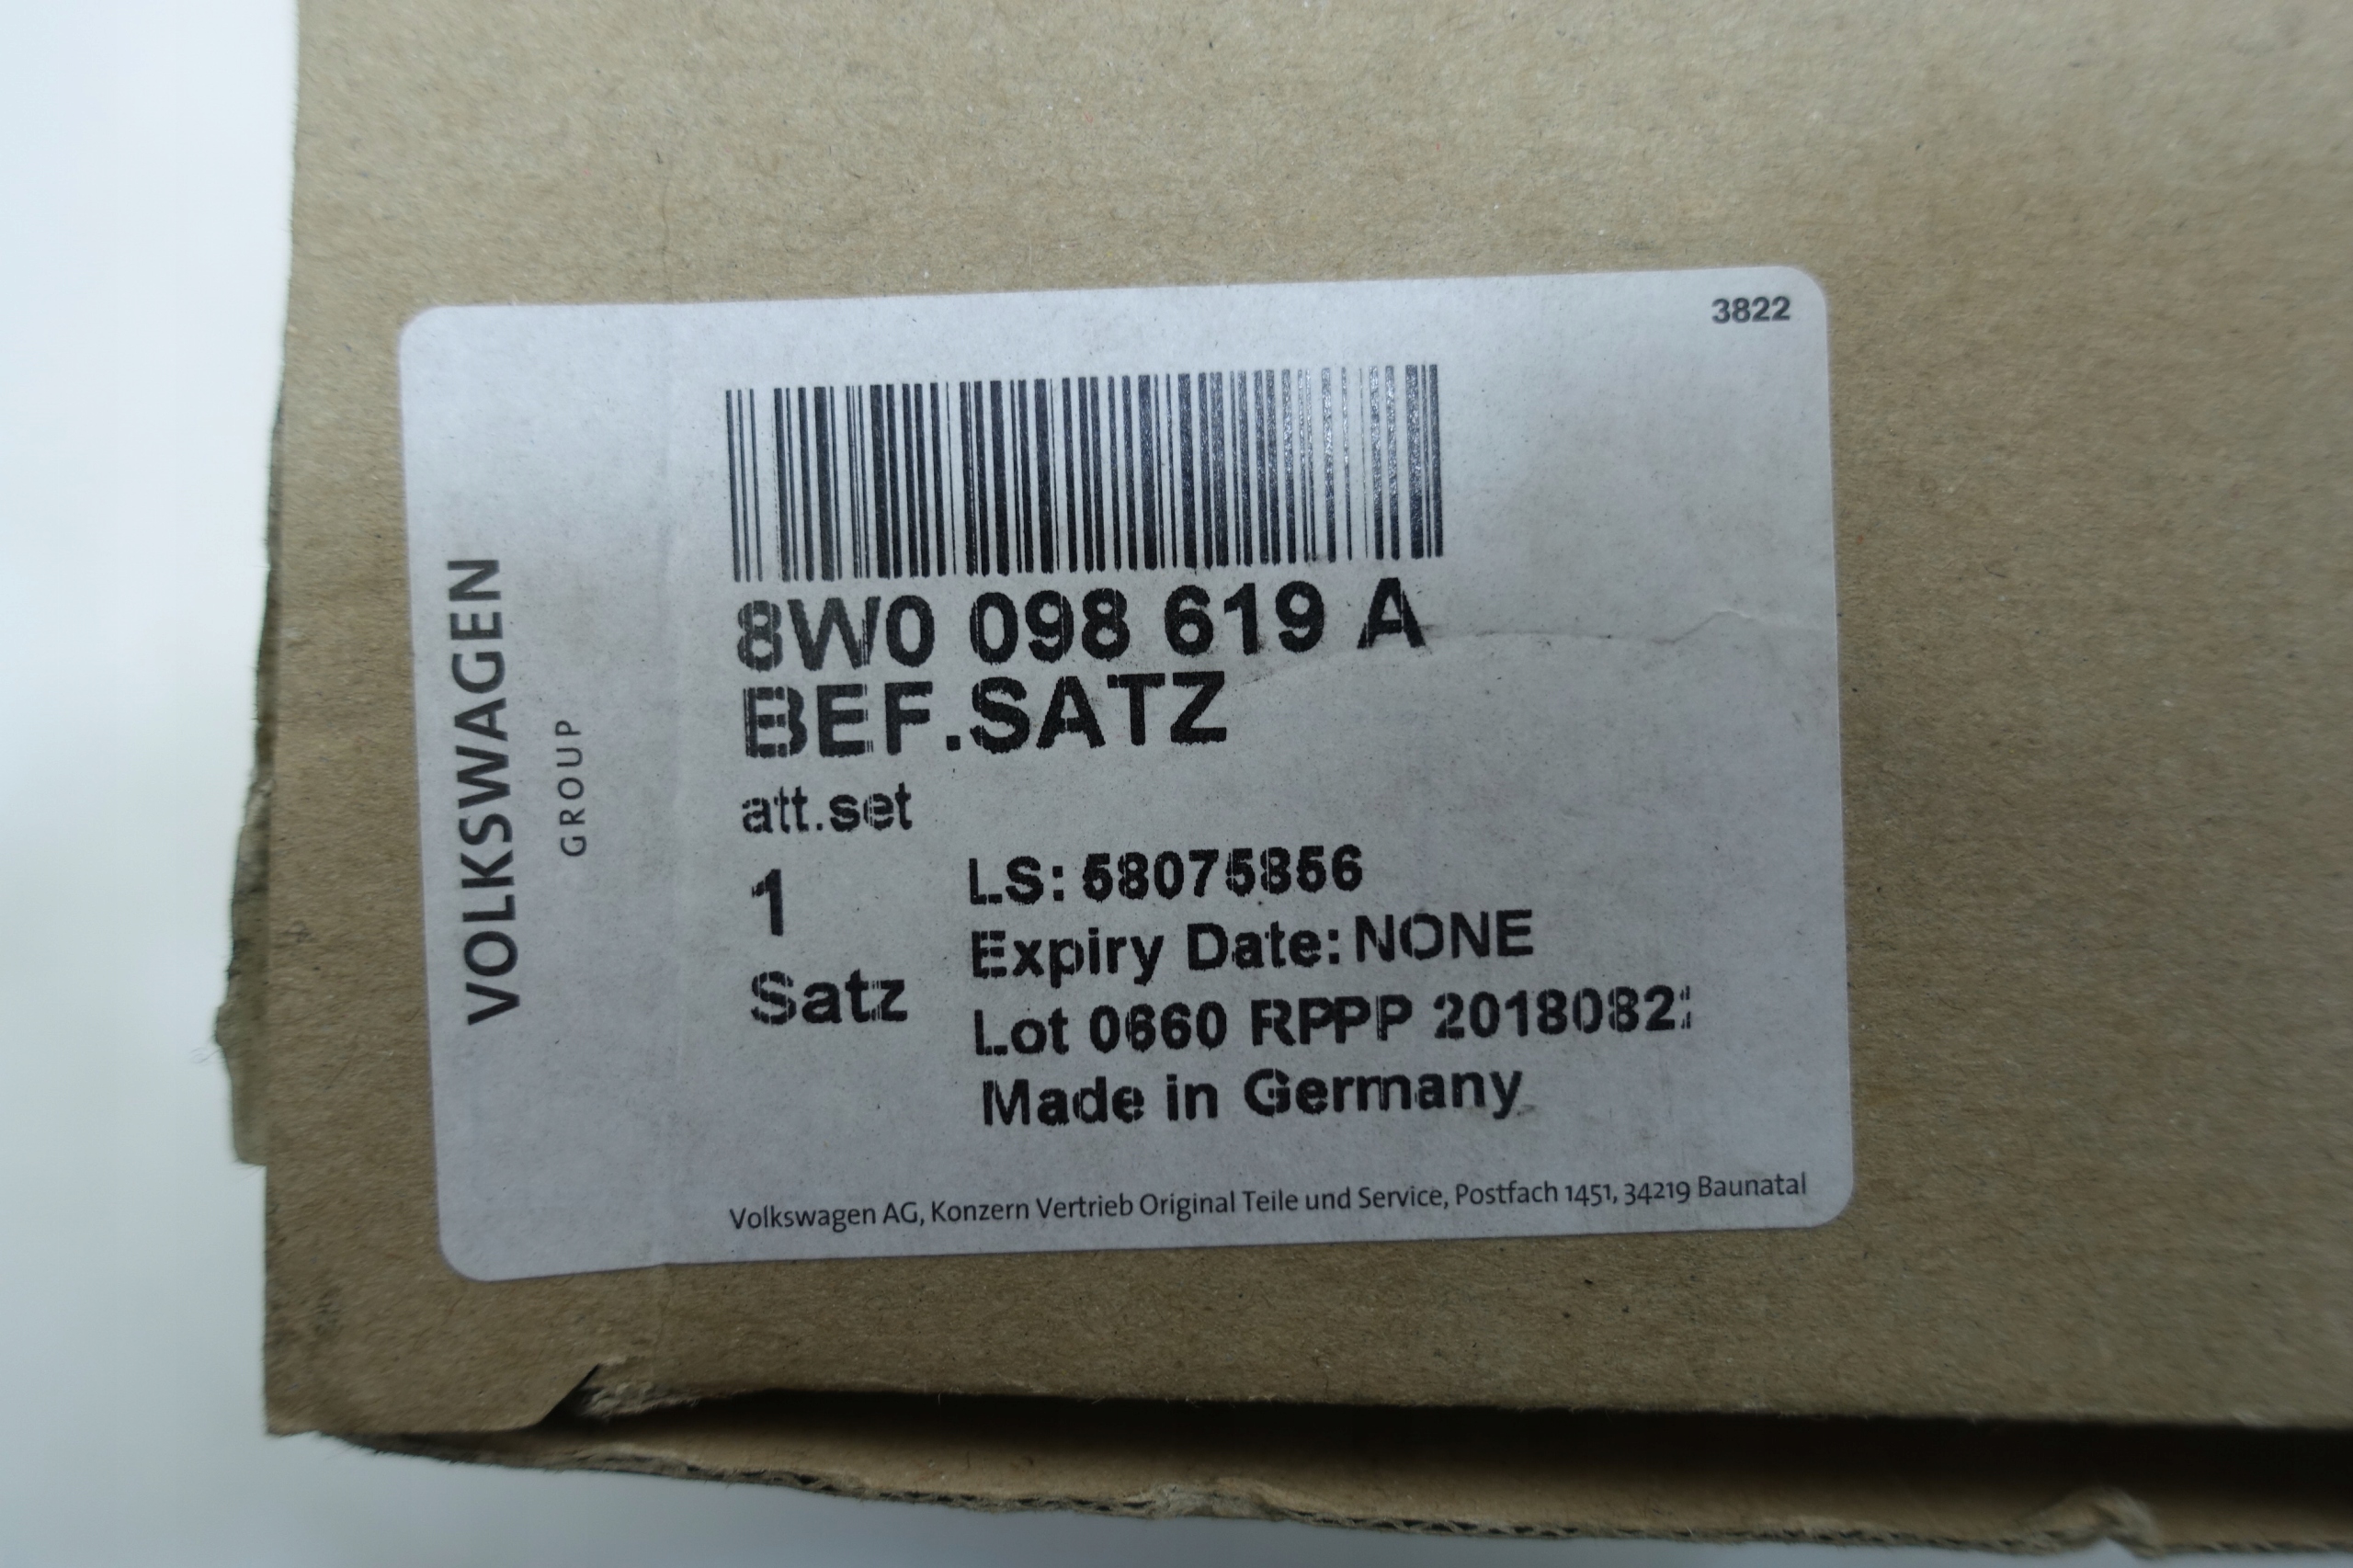 3822
VOLKSWAGEN
GROUP
8W0 098 619 A
BEF.SATZ
att.set
1
Satz
LS: 58075856
Expiry Date: NONE
Lot 0660 RPPP
Made in Germany
Volkswagen AG, Konzern Vertrieb Original Teile und Service, Postfach 1451, 34219 Baunatal